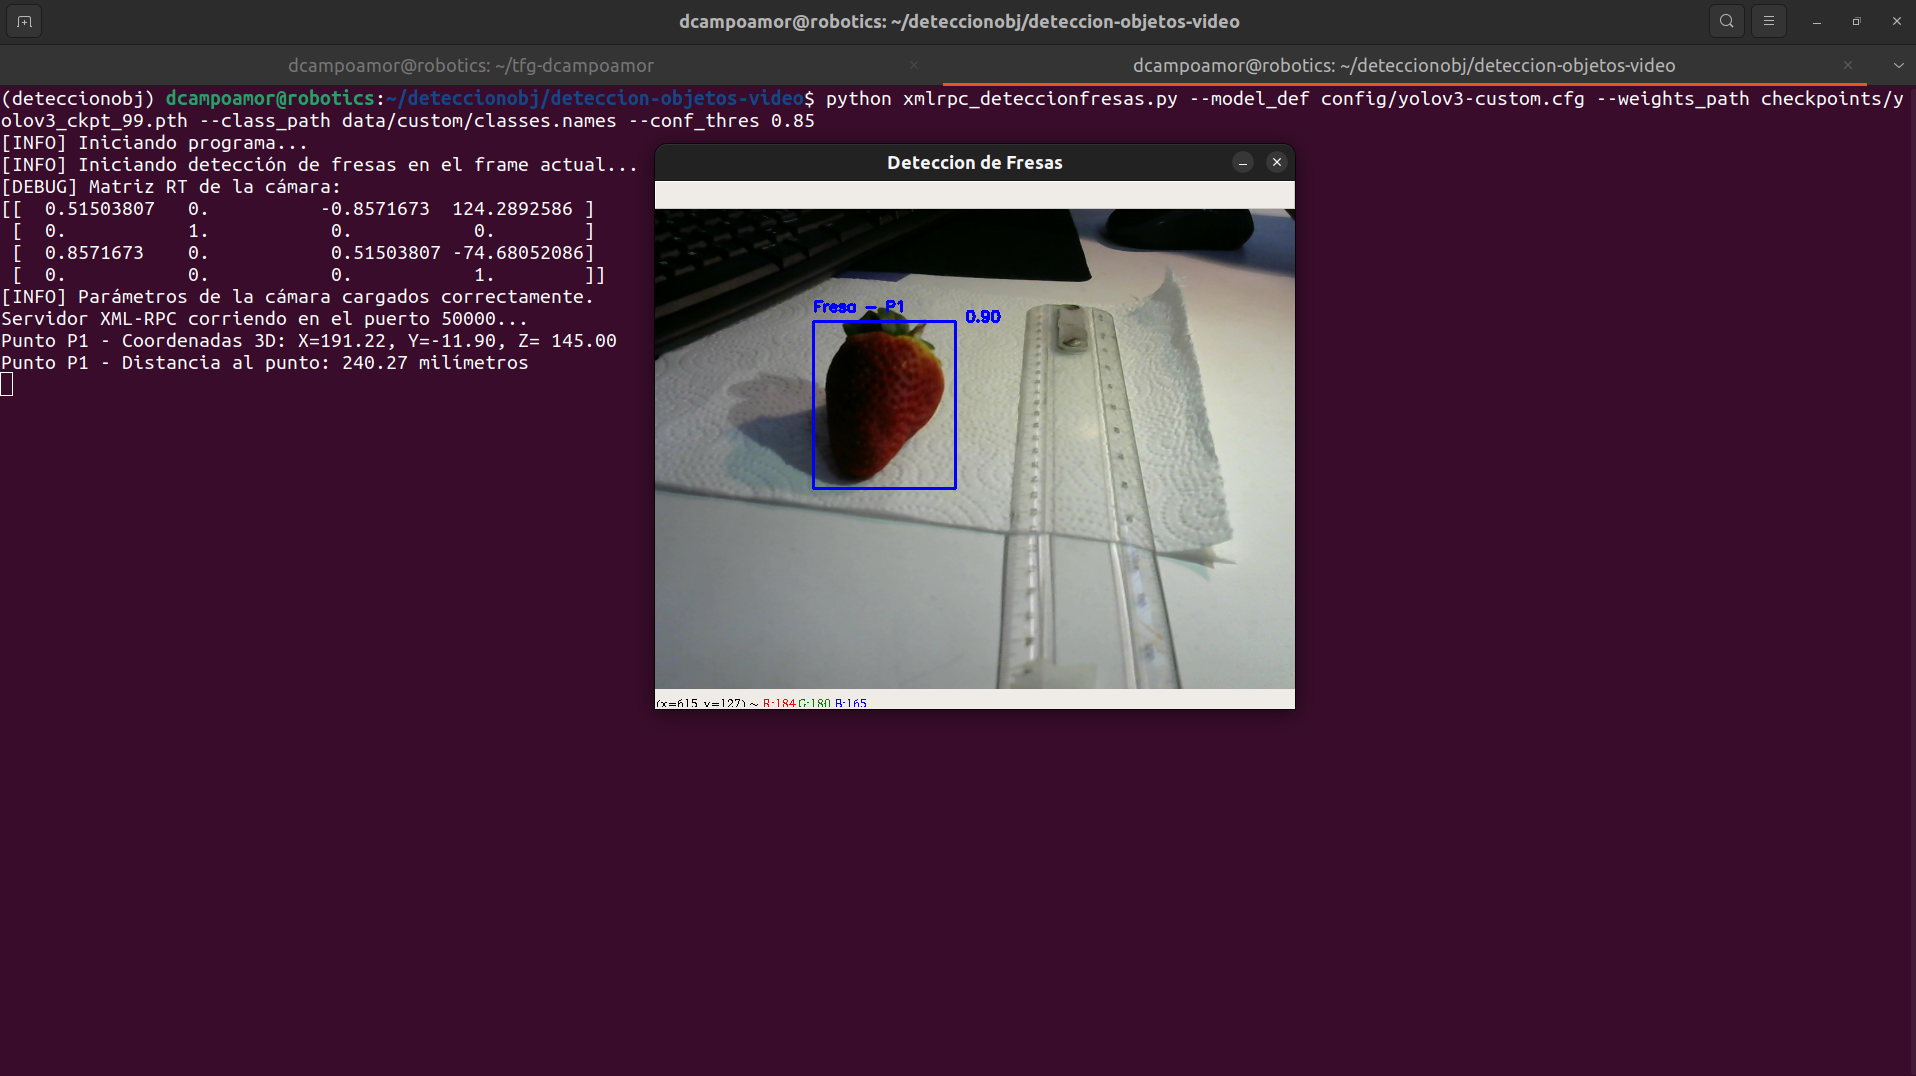 dcampoamor@robotics: ~/deteccionobj/deteccion-objetos-video
dcampoamor@robotics: ~/tfg-dcampoamor
dcampoamor@robotics: ~/deteccionobj/deteccion-objetos-video
(deteccionobj) dcampoamor@robotics:~/deteccionobj/deteccion-objetos-video$ python xmlrpc_deteccionfresas.py --model_def config/yolov3-custom.cfg --weights_path checkpoints/y
olov3_ckpt_99.pth --class_path data/custom/classes.names --conf_thres 0.85
[INFO] Iniciando programa...
[INFO] Iniciando detección de fresas en el frame actual...
[DEBUG] Matriz RT de la cámara:
[[ 0.51503807 0. -0.8571673 124.2892586 ]
[ 0. 1. 0. 0. ]
[ 0.8571673 0. 0.51503807 -74.68052086]
[ 0. 0. 0. 1. ]]
[INFO] Parámetros de la cámara cargados correctamente.
Servidor XML-RPC corriendo en el puerto 50000...
Punto P1 - Coordenadas 3D: X=191.22, Y=-11.90, Z= 145.00
Punto P1 - Distancia al punto: 240.27 milímetros
Deteccion de Fresas
Fresa - P1
0.90
(x=615, y=127) ~ R:184 G:180 B:165